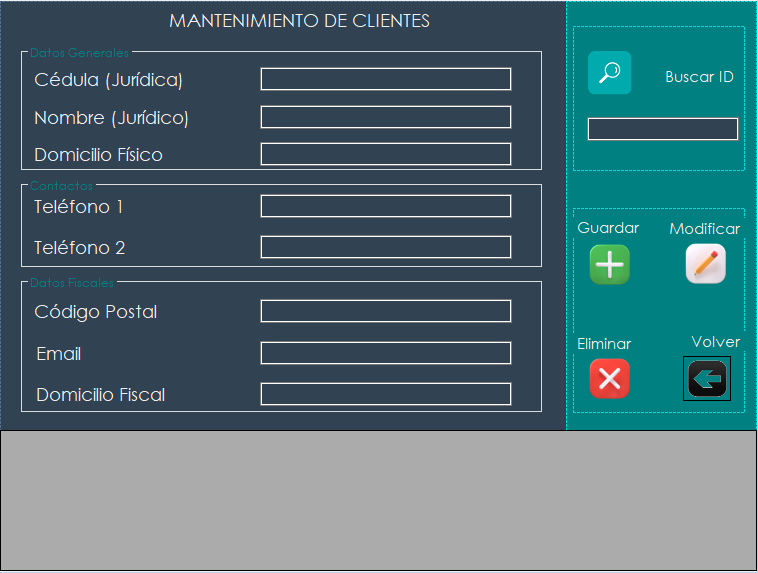 MANTENIMIENTO DE CLIENTES
Datos Generales
Cédula (Jurídica)
Nombre (Jurídico)
Domicilio Físico
Contactos
Teléfono 1
Teléfono 2
Datos Fiscales
Código Postal
Email
Domicilio Fiscal
Buscar ID
Guardar Modificar
Eliminar Volver